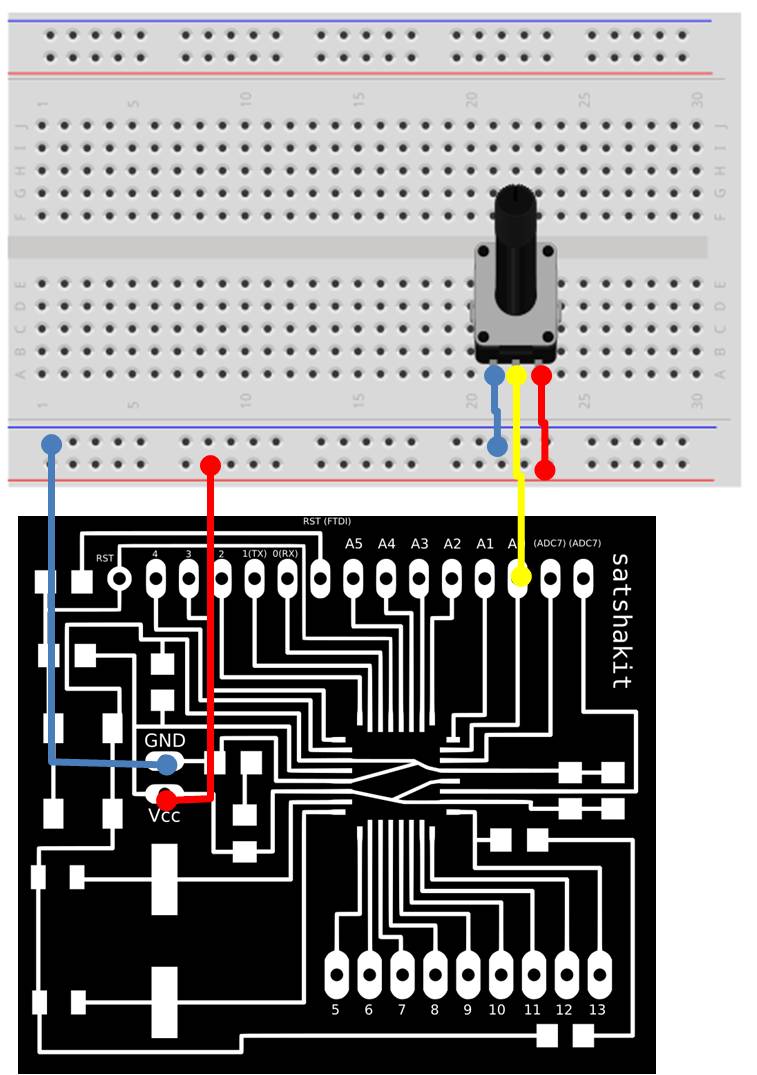 1 5 10 15 20 25 30
J J
I I
H H
G G
F F
E E
D D
C C
B B
A A
1 5 10 15 20 25 30
RST (FTDI)
RST 4 3 2 1(TX) 0(RX) A5 A4 A3 A2 A1 (ADC7) (ADC7)
satshakit
GND
Vcc
5 6 7 8 9 10 11 12 13